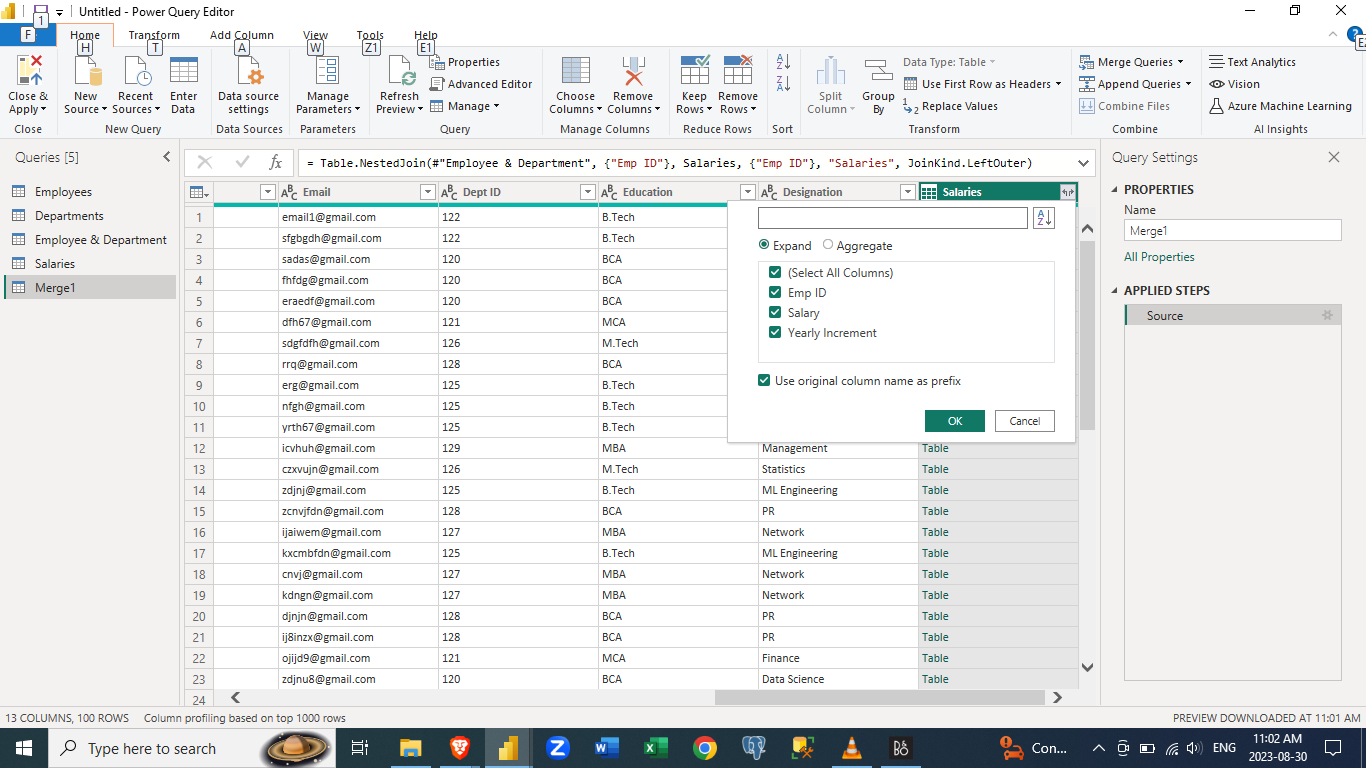 Untitled - Power Query Editor
1
F
Home Transform Add Column View Tools Help
H T A W Z1 E1
Close & Apply
New Source
Recent Sources
Enter Data
Data source settings
Manage Parameters
Refresh Preview
Properties
Advanced Editor
Manage
Choose Columns
Remove Columns
Keep Rows
Remove Rows
Split Column
Group By
Data Type: Table
Use First Row as Headers
Replace Values
Merge Queries
Append Queries
Combine Files
Text Analytics
Vision
Azure Machine Learning
Close New Query Data Sources Parameters Query Manage Columns Reduce Rows Sort Transform Combine AI Insights
Queries [5]
Employees
Departments
Employee & Department
Salaries
Merge1
fx = Table.NestedJoin(#"Employee & Department", {"Emp ID"}, Salaries, {"Emp ID"}, "Salaries", JoinKind.LeftOuter)
Email Dept ID Education Designation Salaries
1 email1@gmail.com 122 B.Tech
2 sfgbgdh@gmail.com 122 B.Tech
3 sadas@gmail.com 120 BCA
4 fhfdg@gmail.com 120 BCA
5 eraedf@gmail.com 120 BCA
6 dfh67@gmail.com 121 MCA
7 sdgfdfh@gmail.com 126 M.Tech
8 rrq@gmail.com 128 BCA
9 erg@gmail.com 125 B.Tech
10 nfgh@gmail.com 125 B.Tech
11 yrth67@gmail.com 125 B.Tech
12 icvhuh@gmail.com 129 MBA Management Table
13 czxvujn@gmail.com 126 M.Tech Statistics Table
14 zdjnj@gmail.com 125 B.Tech ML Engineering Table
15 zcnvjfdn@gmail.com 128 BCA PR Table
16 ijaiwem@gmail.com 127 MBA Network Table
17 kxcmbfdn@gmail.com 125 B.Tech ML Engineering Table
18 cnvj@gmail.com 127 MBA Network Table
19 kdngn@gmail.com 127 MBA Network Table
20 djnjn@gmail.com 128 BCA PR Table
21 ij8inzx@gmail.com 128 BCA PR Table
22 ojijd9@gmail.com 121 MCA Finance Table
23 zdjnu8@gmail.com 120 BCA Data Science Table
24
Expand Aggregate
(Select All Columns)
Emp ID
Salary
Yearly Increment
Use original column name as prefix
OK Cancel
Query Settings
PROPERTIES
Name
Merge1
All Properties
APPLIED STEPS
Source
13 COLUMNS, 100 ROWS Column profiling based on top 1000 rows
PREVIEW DOWNLOADED AT 11:01 AM
Type here to search
Con...
ENG
11:02 AM
2023-08-30